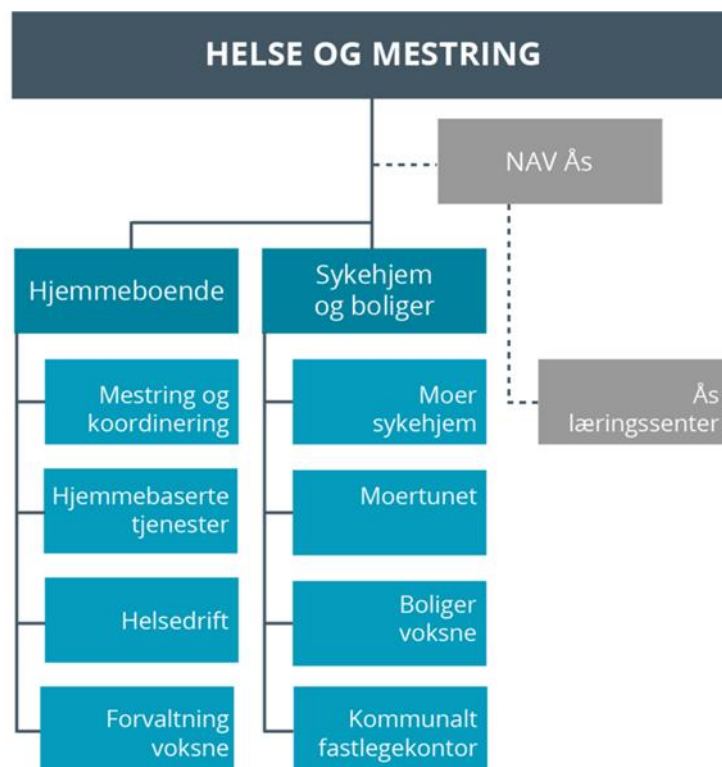 HELSE OG MESTRING
NAV Ås
Hjemmeboende
Sykehjem
og boliger
Mestring og
koordinering
Moer
sykehjem
Ås
læringssenter
Hjemmebaserte
tjenester
Moertunet
Helsedrift
Boliger
voksne
Forvaltning
voksne
Kommunalt
fastlegekontor